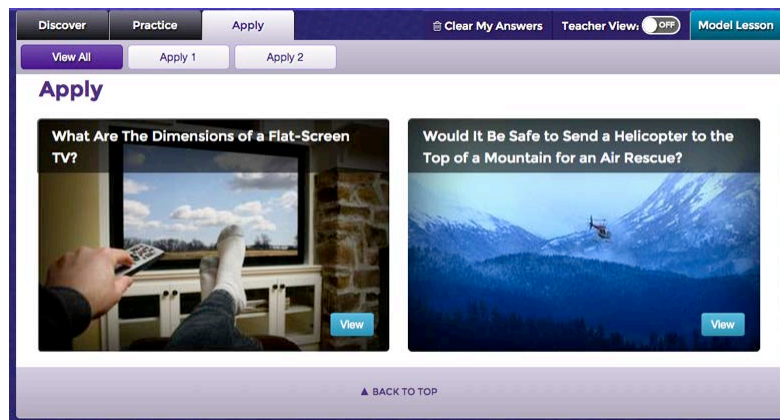 Discover Practice Apply Clear My Answers Teacher View: OFF Model Lesson
View All Apply 1 Apply 2
Apply
What Are The Dimensions of a Flat-Screen
TV?
View
Would It Be Safe to Send a Helicopter to the
Top of a Mountain for an Air Rescue?
View
BACK TO TOP